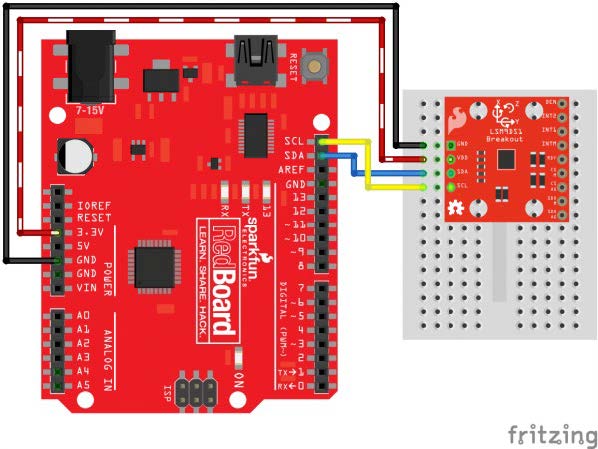 7-15V
RESET
SCL
SDA
AREF
GND
13
12
~ 11
~ 10
~ 9
8
7
~ 6
~ 5
4
~ 3
2
TX→1
RX←0
DIGITAL (PWM~)
IOREF
RESET
3.3V
5V
GND
GND
VIN
POWER
A0
A1
A2
A3
A4
A5
ANALOG IN
RX
TX
13
sparkfun
ELECTRONICS
RedBoard
LEARN. SHARE. HACK.
ON
ISP
GND
VDD
SDA
SCL
X
Z
Y
LSM9DS1
Breakout
DEN
INT2
INT1
INTM
RDY
fritzing